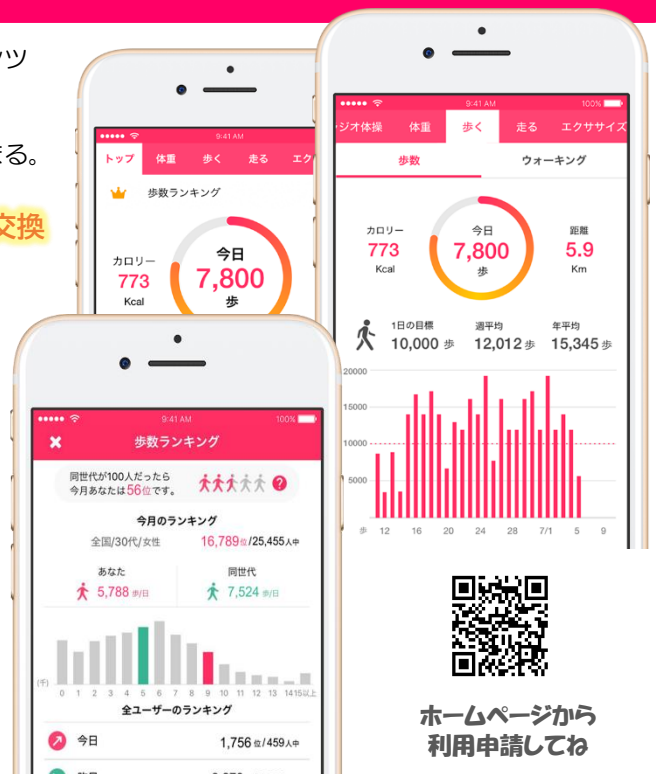 ツ
まる。
交換
9:41 AM
トップ 体重 歩く 走る エク
歩数ランキング
カロリー
773
Kcal
今日
7,800
歩
9:41 AM 100%
ジオ体操 体重 歩く 走る エクササイズ
歩数 ウォーキング
カロリー
773
Kcal
今日
7,800
歩
距離
5.9
Km
1日の目標 週平均 年平均
10,000 歩 12,012 歩 15,345 歩
20000
15000
10000
5000
歩 12 16 20 24 28 7/1 5 9
9:41 AM 100%
歩数ランキング
同世代が100人だったら
今月あなたは56位です。
?
今月のランキング
全国/30代/女性 16,789位/25,455人中
あなた 同世代
5,788 歩/日 7,524 歩/日
(千)
0 1 2 3 4 5 6 7 8 9 10 11 12 13 14 15以上
全ユーザーのランキング
今日 1,756 位/459人中
ホームページから
利用申請してね